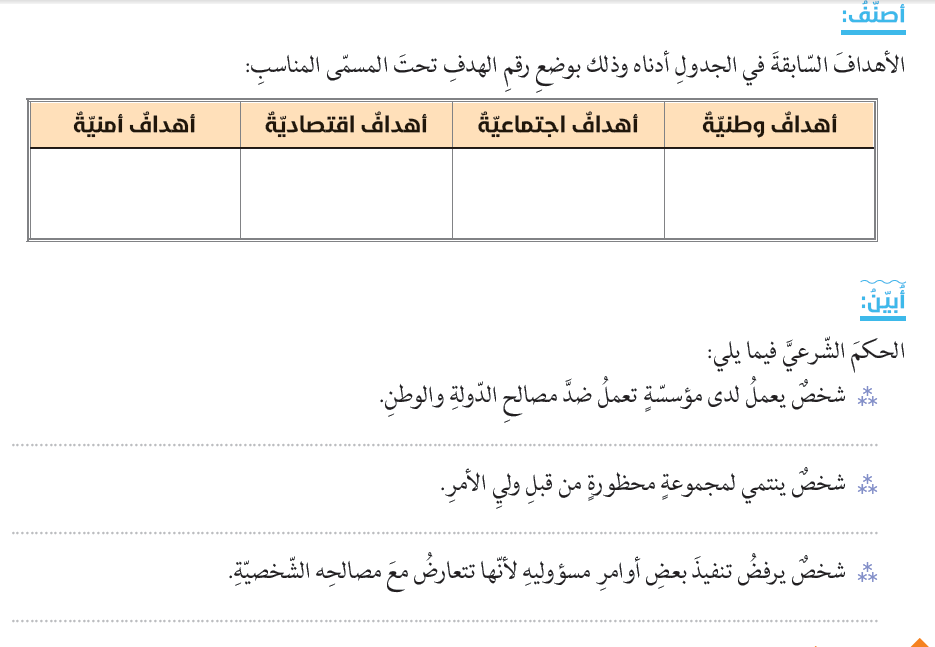 أصنّفُ:
الأهدافَ السّابقةَ في الجدولِ أدناه وذلك بوضعِ رقمِ الهدفِ تحتَ المسمّى المناسبِ:
أهدافٌ وطنيّةٌ أهدافٌ اجتماعيّةٌ أهدافٌ اقتصاديّةٌ أهدافٌ أمنيّةٌ
أُبيّنُ:
الحكمَ الشّرعيَّ فيما يلي:
شخصٌ يعملُ لدى مؤسسّةٍ تعملُ ضدَّ مصالحِ الدّولةِ والوطنِ.
شخصٌ ينتمي لمجموعةٍ محظورةٍ من قبلِ وليِ الأمرِ.
شخصٌ يرفضُ تنفيذَ بعضِ أوامرِ مسؤوليهِ لأنّها تتعارضُ معَ مصالحِه الشّخصيّةِ.